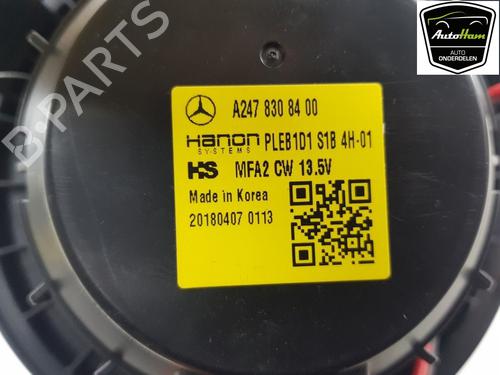 AutoHam
AUTO
ONDERDELEN
B-PARTS
A247 830 84 00
Hanon PLEB1D1 S1B 4H-01
SYSTEMS
HS MFA2 CW 13.5V
Made in Korea
20180407 0113